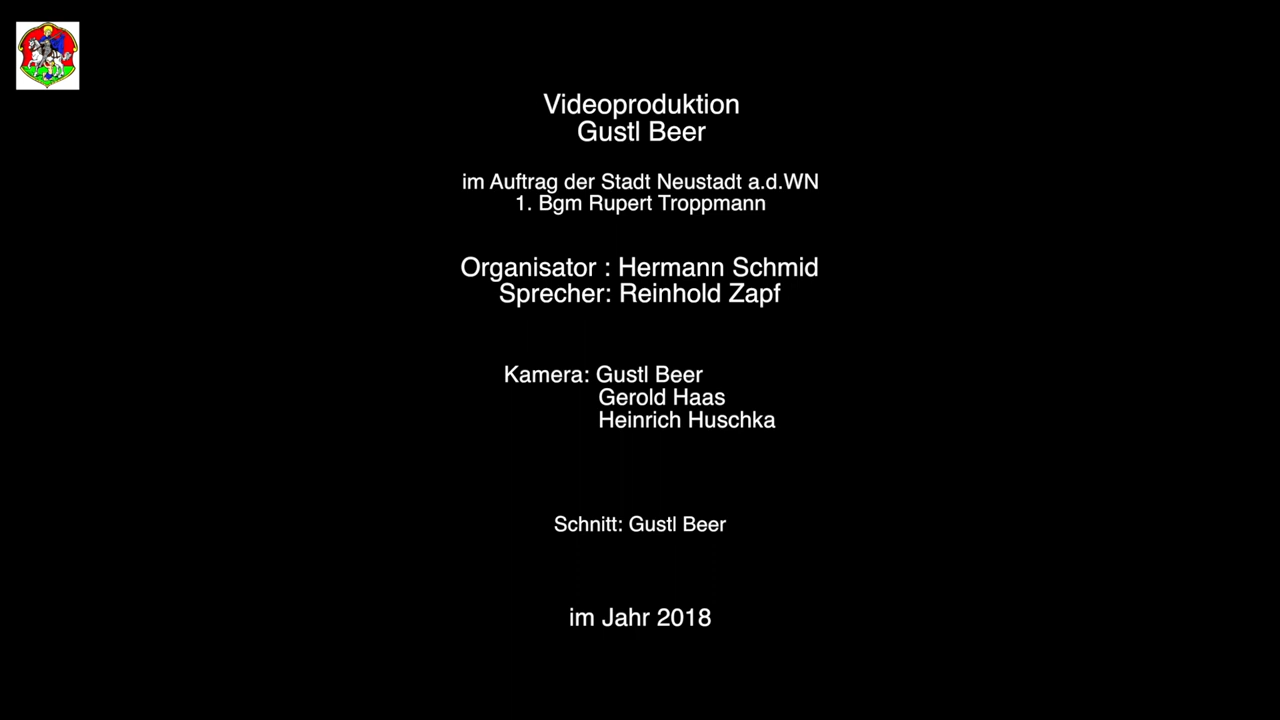 Videoproduktion
Gustl Beer
im Auftrag der Stadt Neustadt a.d.WN
1. Bgm Rupert Troppmann
Organisator : Hermann Schmid
Sprecher: Reinhold Zapf
Kamera: Gustl Beer
Gerold Haas
Heinrich Huschka
Schnitt: Gustl Beer
im Jahr 2018